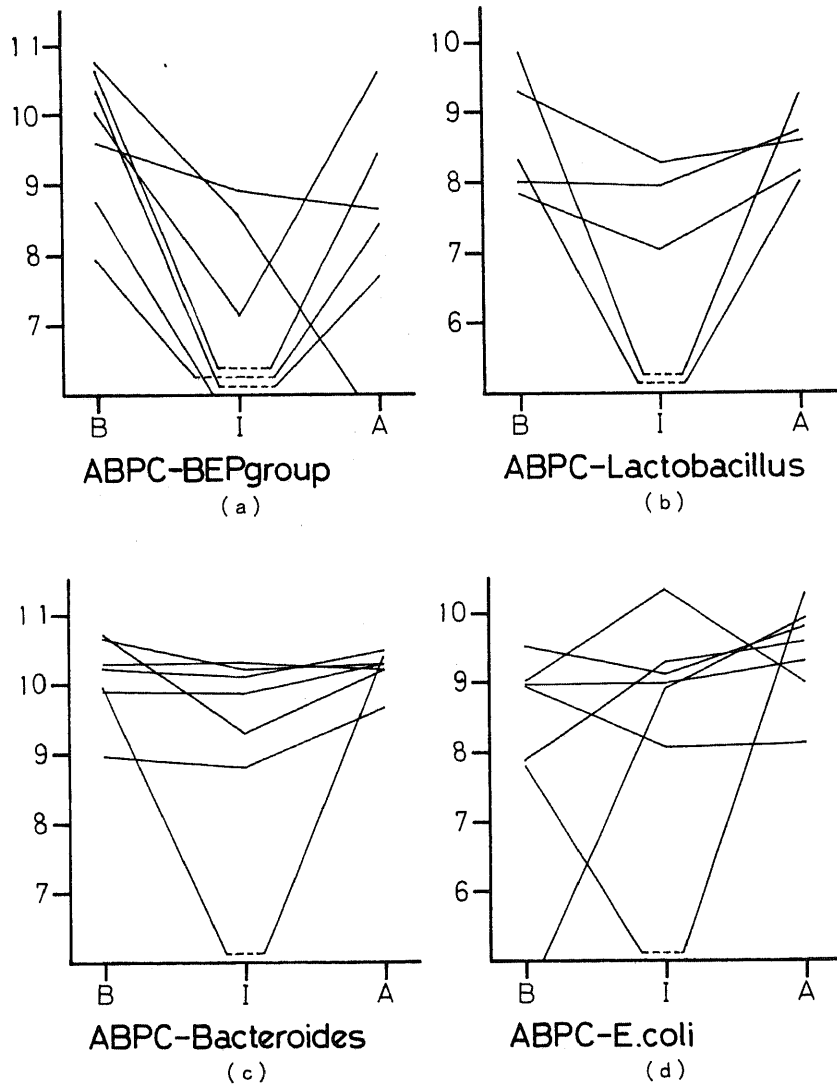 11
10
9
8
7
B I A
ABPC-BEPgroup
(a)
10
9
8
7
6
B I A
ABPC-Lactobacillus
(b)
11
10
9
8
7
B I A
ABPC-Bacteroides
(c)
10
9
8
7
6
B I A
ABPC-E.coli
(d)